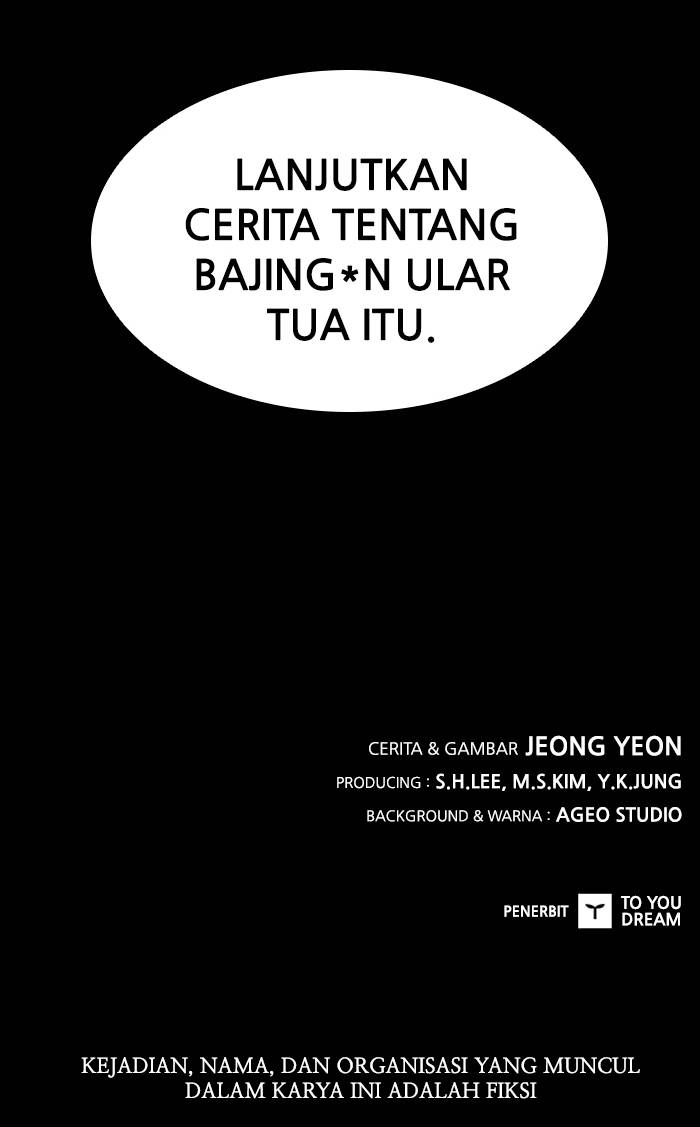 LANJUTKAN
CERITA TENTANG
BAJING*N ULAR
TUA ITU.
CERITA & GAMBAR JEONG YEON
PRODUCING : S.H.LEE, M.S.KIM, Y.K.JUNG
BACKGROUND & WARNA : AGEO STUDIO
PENERBIT TO YOU
DREAM
KEJADIAN, NAMA, DAN ORGANISASI YANG MUNCUL
DALAM KARYA INI ADALAH FIKSI